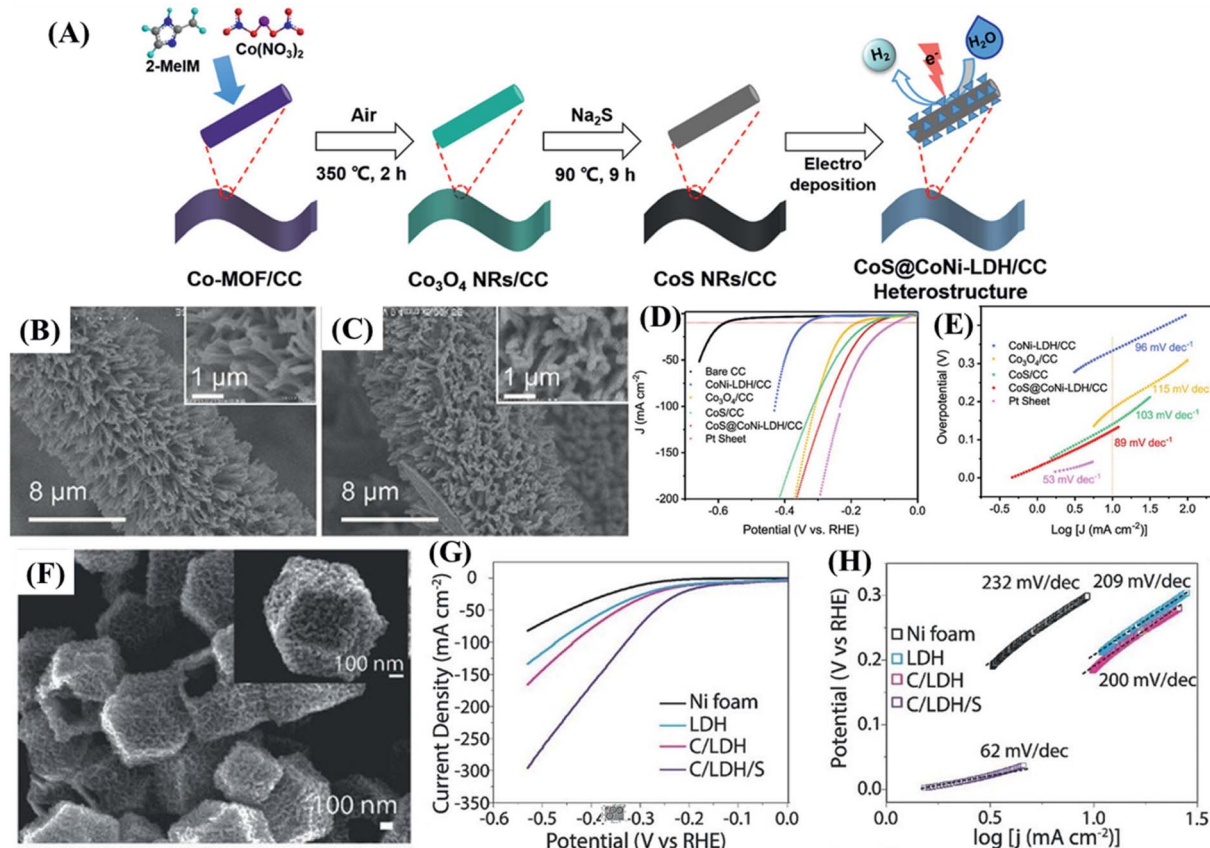 (A)
2-MeIM
Co(NO₃)₂
Air
350 ℃, 2 h
Na₂S
90 ℃, 9 h
Electro
deposition
H₂
e⁻
H₂O
Co-MOF/CC
Co₃O₄ NRs/CC
CoS NRs/CC
CoS@CoNi-LDH/CC
Heterostructure
(B)
1 μm
8 μm
(C)
1 μm
8 μm
(D)
J (mA cm⁻²)
0
-50
-100
-150
-200
Bare CC
CoNi-LDH/CC
Co₃O₄/CC
CoS/CC
CoS@CoNi-LDH/CC
Pt Sheet
-0.6
-0.4
-0.2
0.0
Potential (V vs. RHE)
(E)
Overpotential (V)
0.3
0.2
0.1
0.0
CoNi-LDH/CC
Co₃O₄/CC
CoS/CC
CoS@CoNi-LDH/CC
Pt Sheet
96 mV dec⁻¹
115 mV dec⁻¹
103 mV dec⁻¹
89 mV dec⁻¹
53 mV dec⁻¹
-0.5
0.0
0.5
1.0
1.5
2.0
Log [J (mA cm⁻²)]
(F)
100 nm
100 nm
(G)
Current Density (mA cm⁻²)
0
-50
-100
-150
-200
-250
-300
-350
Ni foam
LDH
C/LDH
C/LDH/S
-0.6
-0.5
-0.4
-0.3
-0.2
-0.1
0.0
Potential (V vs RHE)
(H)
Potential (V vs RHE)
0.3
0.2
0.1
0.0
232 mV/dec
209 mV/dec
Ni foam
LDH
C/LDH
C/LDH/S
200 mV/dec
62 mV/dec
0.0
0.5
1.0
1.5
log [j (mA cm⁻²)]